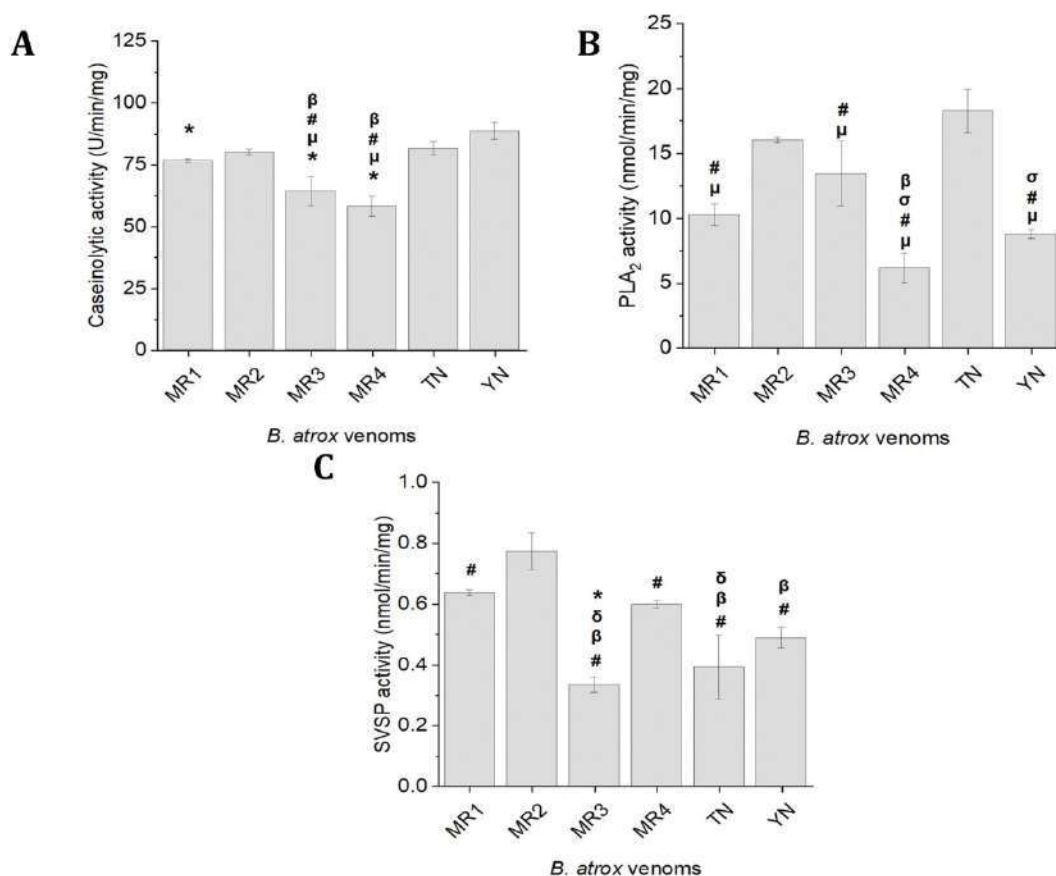 A
Caseinolytic activity (U/min/mg)
125
100
75
50
25
0
*
β
#
μ
*
β
#
μ
*
MR1
MR2
MR3
MR4
TN
YN
B. atrox venoms
B
PLA₂ activity (nmol/min/mg)
25
20
15
10
5
0
#
μ
#
μ
β
σ
#
μ
σ
#
μ
MR1
MR2
MR3
MR4
TN
YN
B. atrox venoms
C
SVSP activity (nmol/min/mg)
1.0
0.8
0.6
0.4
0.2
0.0
#
*
δ
β
#
#
δ
β
#
β
#
MR1
MR2
MR3
MR4
TN
YN
B. atrox venoms